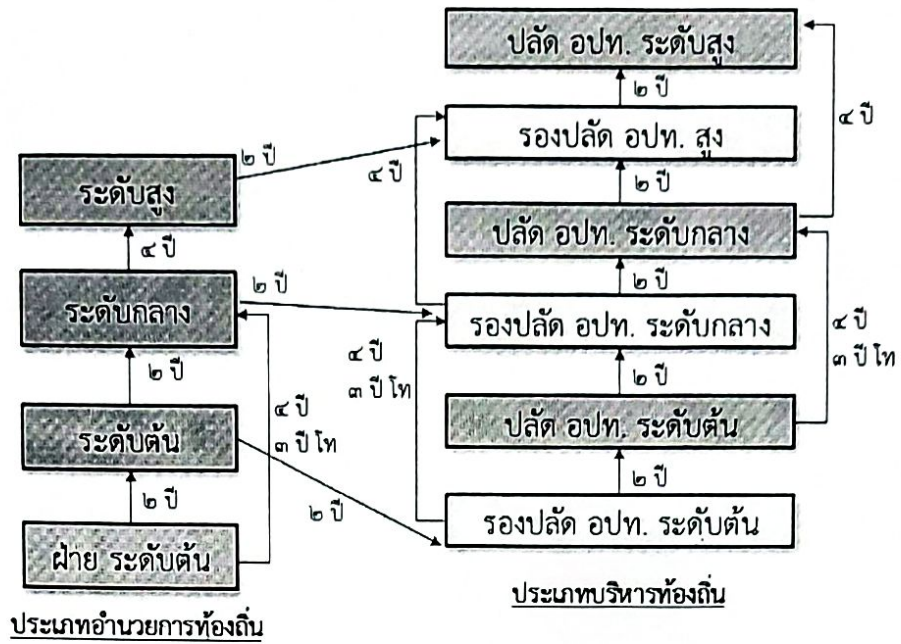 ปลัด อปท. ระดับสูง
๒ ปี
รองปลัด อปท. สูง
๔ ปี
๒ ปี
๔ ปี
๒ ปี
ระดับสูง
ปลัด อปท. ระดับกลาง
๔ ปี
๒ ปี
๒ ปี
ระดับกลาง
รองปลัด อปท. ระดับกลาง
๔ ปี
๓ ปี โท
๒ ปี
๔ ปี
๓ ปี โท
๒ ปี
๔ ปี
๓ ปี โท
ระดับต้น
ปลัด อปท. ระดับต้น
๒ ปี
๒ ปี
๒ ปี
ฝ่าย ระดับต้น
รองปลัด อปท. ระดับต้น
ประเภทอำนวยการท้องถิ่น
ประเภทบริหารท้องถิ่น